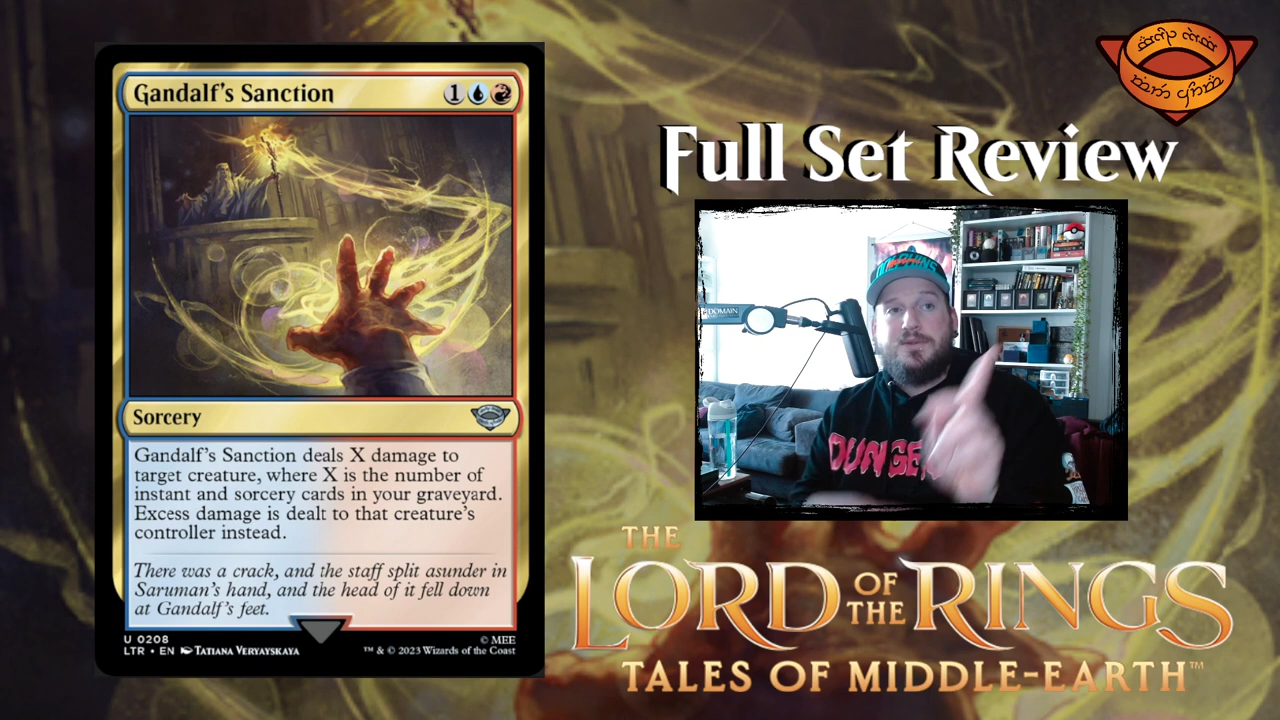 Gandalf's Sanction
1
Sorcery
Gandalf's Sanction deals X damage to
target creature, where X is the number of
instant and sorcery cards in your graveyard.
Excess damage is dealt to that creature's
controller instead.
There was a crack, and the staff split asunder in
Saruman's hand, and the head of it fell down
at Gandalf's feet.
U 0208
LTR • EN Tatiana Veryayskaya
© MEE
™ & © 2023 Wizards of the Coast
Full Set Review
DOLPHINS
DOMAIN
DUNGE
THE
LORD OF THE RINGS
TALES OF MIDDLE-EARTH™